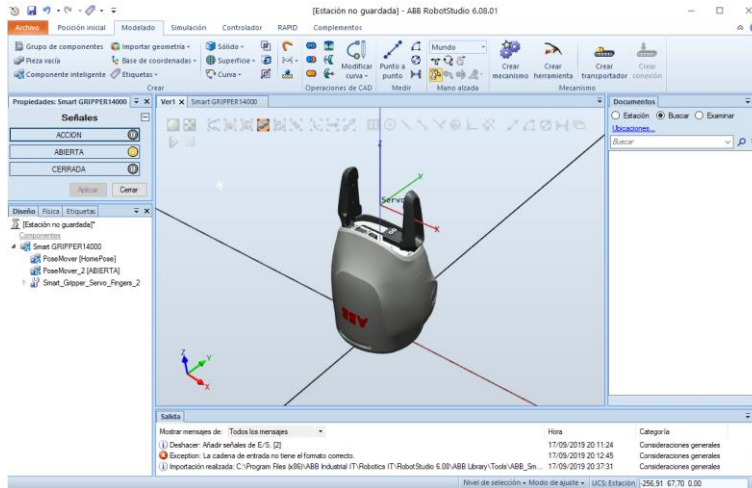 [Estación no guardada] - ABB RobotStudio 6.08.01
Archivo Posición inicial Modelado Simulación Controlador RAPID Complementos
Grupo de componentes Importar geometría Sólido Mundo
Pieza vacía Base de coordenadas Superficie
Componente inteligente Etiquetas Curva
Modificar curva Punto a punto Crear mecanismo Crear herramienta Crear transportador Crear conexión
Crear Operaciones de CAD Medir Mano alzada Mecanismo
Propiedades: Smart GRIPPER14000
Señales
ACCION
ABIERTA
CERRADA
Aplicar Cerrar
Diseño Física Etiquetas
[Estación no guardada]*
Componentes
Smart GRIPPER14000
PoseMover [HomePose]
PoseMover_2 [ABIERTA]
Smart_Gripper_Servo_Fingers_2
Ver1 Smart GRIPPER14000
Z
Y
Servo
X
ABB
Z
Y
X
Documentos
Estación Buscar Examinar
Ubicaciones...
Buscar
Salida
Mostrar mensajes de: Todos los mensajes Hora Categoría
Deshacer: Añadir señales de E/S. [2] 17/09/2019 20:11:24 Consideraciones generales
Exception: La cadena de entrada no tiene el formato correcto. 17/09/2019 20:12:45 Consideraciones generales
Importación realizada: C:\Program Files (x86)\ABB Industrial IT\Robotics IT\RobotStudio 6.08\ABB Library\Tools\ABB_Sm... 17/09/2019 20:37:31 Consideraciones generales
Nivel de selección Modo de ajuste UCS: Estación -256,91 67,70 0,00